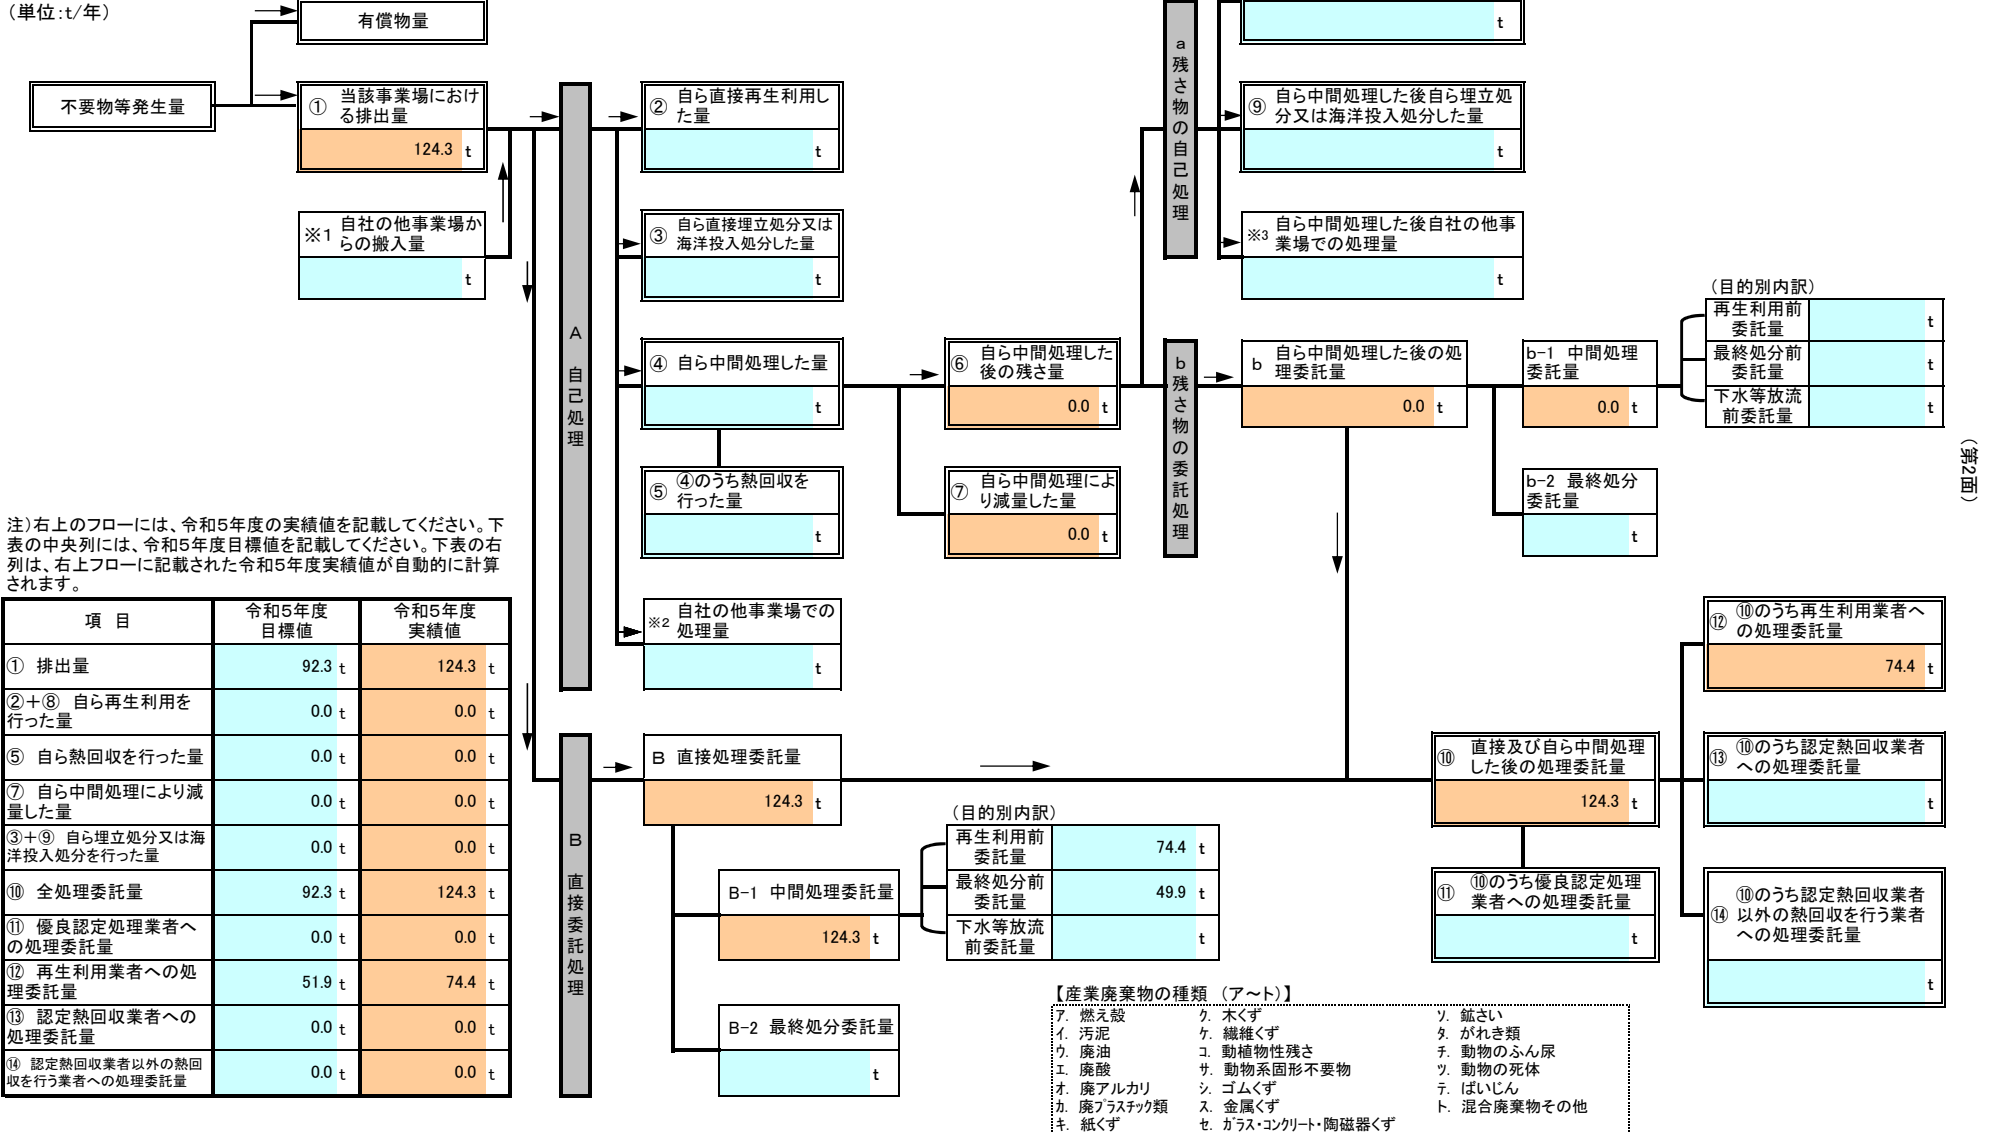 （単位：t/年）
有償物量
不要物等発生量
① 当該事業場におけ
る排出量
124.3 t
※1 自社の他事業場か
らの搬入量
t
A 自己処理
② 自ら直接再生利用し
た量
t
③ 自ら直接埋立処分又は
海洋投入処分した量
t
④ 自ら中間処理した量
t
⑤ ④のうち熱回収を
行った量
t
※2 自社の他事業場での
処理量
t
⑥ 自ら中間処理した
後の残さ量
0.0 t
⑦ 自ら中間処理によ
り減量した量
0.0 t
a残さ物の自己処理
t
⑨ 自ら中間処理した後自ら埋立処
分又は海洋投入処分した量
t
※3 自ら中間処理した後自社の他事
業場での処理量
t
b残さ物の委託処理
b 自ら中間処理した後の処
理委託量
0.0 t
b-1 中間処理
委託量
0.0 t
b-2 最終処分
委託量
t
（目的別内訳）
再生利用前
委託量
t
最終処分前
委託量
t
下水等放流
前委託量
t
（第2面）
注）右上のフローには、令和5年度の実績値を記載してください。下
表の中央列には、令和5年度目標値を記載してください。下表の右
列は、右上フローに記載された令和5年度実績値が自動的に計算
されます。
項 目 令和5年度 目標値 令和5年度 実績値
① 排出量 92.3 t 124.3 t
②＋⑧ 自ら再生利用を
行った量 0.0 t 0.0 t
⑤ 自ら熱回収を行った量 0.0 t 0.0 t
⑦ 自ら中間処理により減
量した量 0.0 t 0.0 t
③＋⑨ 自ら埋立処分又は海
洋投入処分を行った量 0.0 t 0.0 t
⑩ 全処理委託量 92.3 t 124.3 t
⑪ 優良認定処理業者へ
の処理委託量 0.0 t 0.0 t
⑫ 再生利用業者への処
理委託量 51.9 t 74.4 t
⑬ 認定熱回収業者への
処理委託量 0.0 t 0.0 t
⑭ 認定熱回収業者以外の熱回
収を行う業者への処理委託量 0.0 t 0.0 t
B 直接委託処理
B 直接処理委託量
124.3 t
B-1 中間処理委託量
124.3 t
B-2 最終処分委託量
t
（目的別内訳）
再生利用前
委託量
74.4 t
最終処分前
委託量
49.9 t
下水等放流
前委託量
t
⑩ 直接及び自ら中間処理
した後の処理委託量
124.3 t
⑪ ⑩のうち優良認定処理
業者への処理委託量
t
⑫ ⑩のうち再生利用業者へ
の処理委託量
74.4 t
⑬ ⑩のうち認定熱回収業者
への処理委託量
t
⑭ ⑩のうち認定熱回収業者
以外の熱回収を行う業者
への処理委託量
t
【産業廃棄物の種類 （ア～ト）】
ア. 燃え殻 ク. 木くず ソ. 鉱さい
イ. 汚泥 ケ. 繊維くず タ. がれき類
ウ. 廃油 コ. 動植物性残さ チ. 動物のふん尿
エ. 廃酸 サ. 動物系固形不要物 ツ. 動物の死体
オ. 廃アルカリ シ. ゴムくず テ. ばいじん
カ. 廃プラスチック類 ス. 金属くず ト. 混合廃棄物その他
キ. 紙くず セ. ガラス・コンクリート・陶磁器くず